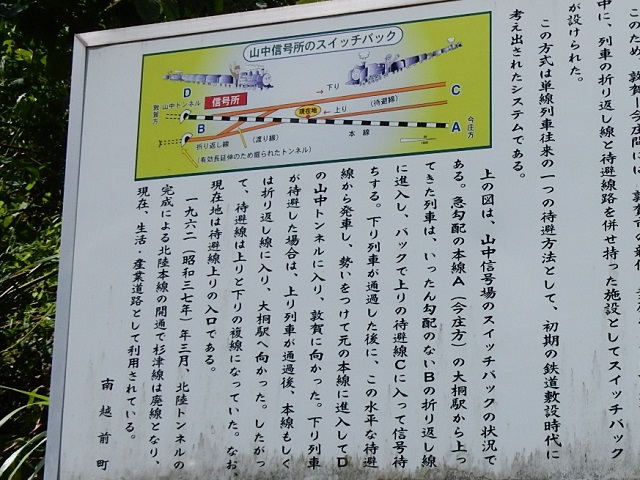 山中信号所のスイッチバック
D
山中トンネル
敦賀方
信号所
→ 下り
C
(待避線)
現在地
← 上り
B
(渡り線)
本線
A
今庄方
折り返し線
(有効長延伸のため掘られたトンネル)
中に、列車の折り返し線と待避線路を併せ持った施設としてスイッチバック
が設けられた。
この方式は単線列車往来の一つの待避方法として、初期の鉄道敷設時代に
考え出されたシステムである。
上の図は、山中信号場のスイッチバックの状況で
ある。急勾配の本線A(今庄方)の大桐駅から上っ
てきた列車は、いったん勾配のないBの折り返し線
に進入し、バックで上りの待避線Cに入って信号待
ちする。下り列車が通過した後に、この水平な待避
線から発車し、勢いをつけて元の本線に進入してD
の山中トンネルに入り、敦賀に向かった。下り列車
が待避した場合は、上り列車が通過後、本線もしく
は折り返し線に入り、大桐駅へ向かった。したがっ
て、待避線は上りと下りの複線になっていた。なお、
現在地は待避線上りの入口である。
一九六二(昭和三七年)年三月、北陸トンネルの
完成による北陸本線の開通で杉津線は廃線となり、
現在、生活・産業道路として利用されている。
南越前町